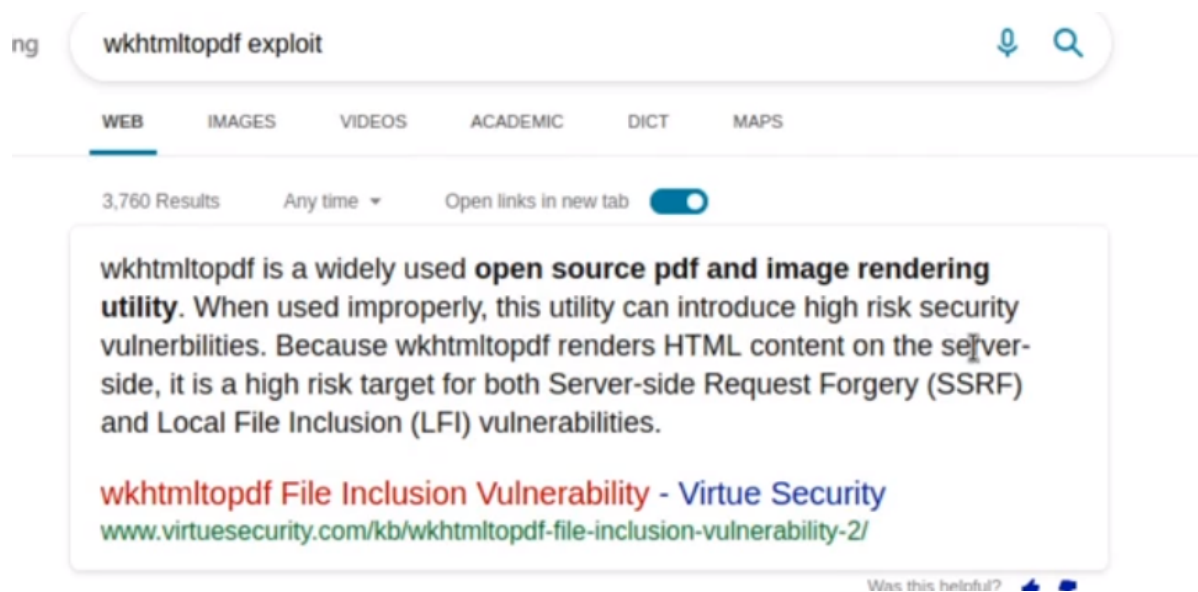 ng
wkhtmltopdf exploit
WEB IMAGES VIDEOS ACADEMIC DICT MAPS
3,760 Results Any time Open links in new tab
wkhtmltopdf is a widely used open source pdf and image rendering
utility. When used improperly, this utility can introduce high risk security
vulnerbilities. Because wkhtmltopdf renders HTML content on the server-
side, it is a high risk target for both Server-side Request Forgery (SSRF)
and Local File Inclusion (LFI) vulnerabilities.
wkhtmltopdf File Inclusion Vulnerability - Virtue Security
www.virtuesecurity.com/kb/wkhtmltopdf-file-inclusion-vulnerability-2/
Was this helpful?